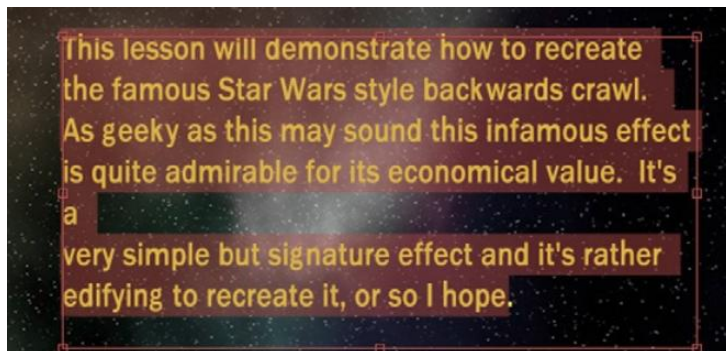 This lesson will demonstrate how to recreate
the famous Star Wars style backwards crawl.
As geeky as this may sound this infamous effect
is quite admirable for its economical value.  It's
a
very simple but signature effect and it's rather
edifying to recreate it, or so I hope.